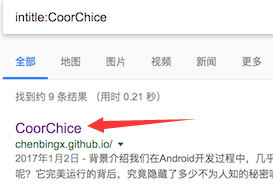 intitle:CoorChice
全部 地图 图片 视频 新闻 更多
找到约 9 条结果 (用时 0.21 秒)
CoorChice
chenbingx.github.io/ ▼
2017年1月2日 - 背景介绍我们在Android开发过程中，几乎
呢？它完美运行的背后，究竟隐藏了多少不为人知的秘密